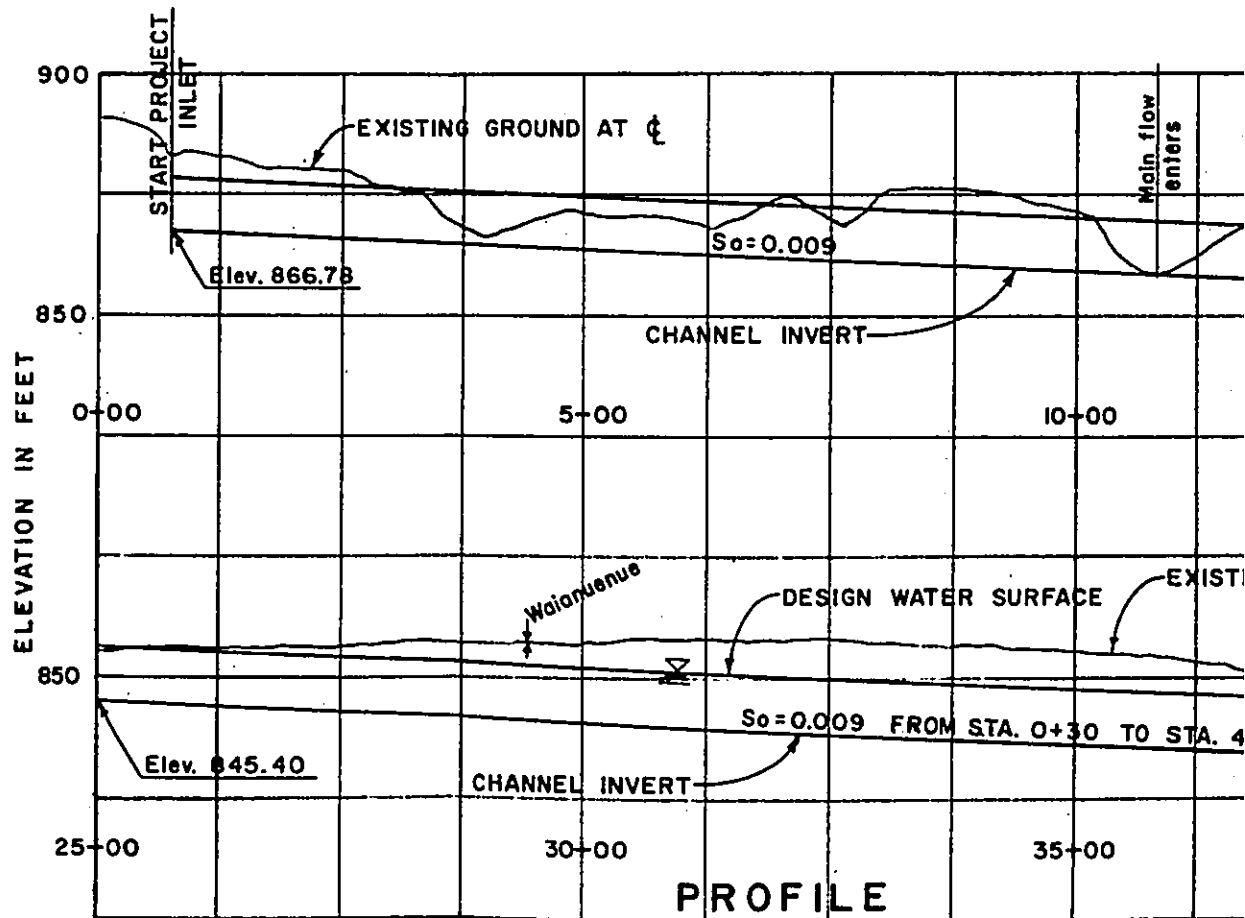 START PROJECT
INLET
900
EXISTING GROUND AT ℄
Main flow
enters
So=0.009
Elev. 866.78
850
CHANNEL INVERT
0+00
5+00
10+00
ELEVATION IN FEET
Waianuenue
DESIGN WATER SURFACE
EXISTI
850
So=0.009 FROM STA. 0+30 TO STA. 4
Elev. 845.40
CHANNEL INVERT
25+00
30+00
35+00
PROFILE